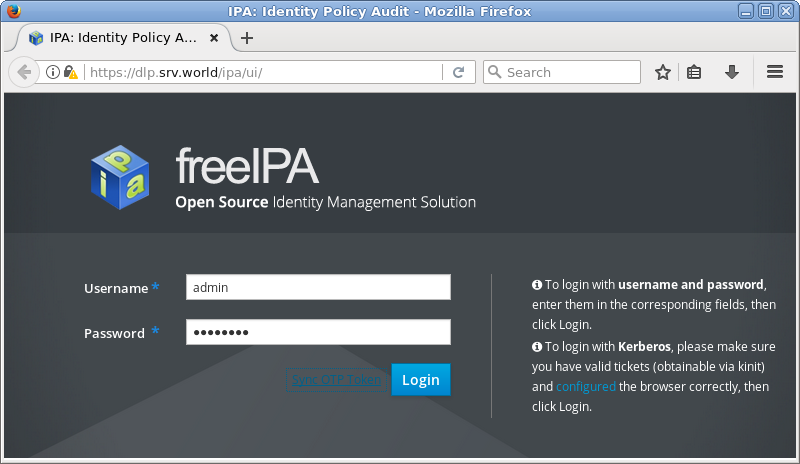 IPA: Identity Policy Audit - Mozilla Firefox
IPA: Identity Policy A...
https://dlp.srv.world/ipa/ui/
Search
ipa
freeIPA
Open Source Identity Management Solution
Username *
admin
Password *
••••••••
Sync OTP Token
Login
To login with username and password,
enter them in the corresponding fields, then
click Login.
To login with Kerberos, please make sure
you have valid tickets (obtainable via kinit)
and configured the browser correctly, then
click Login.